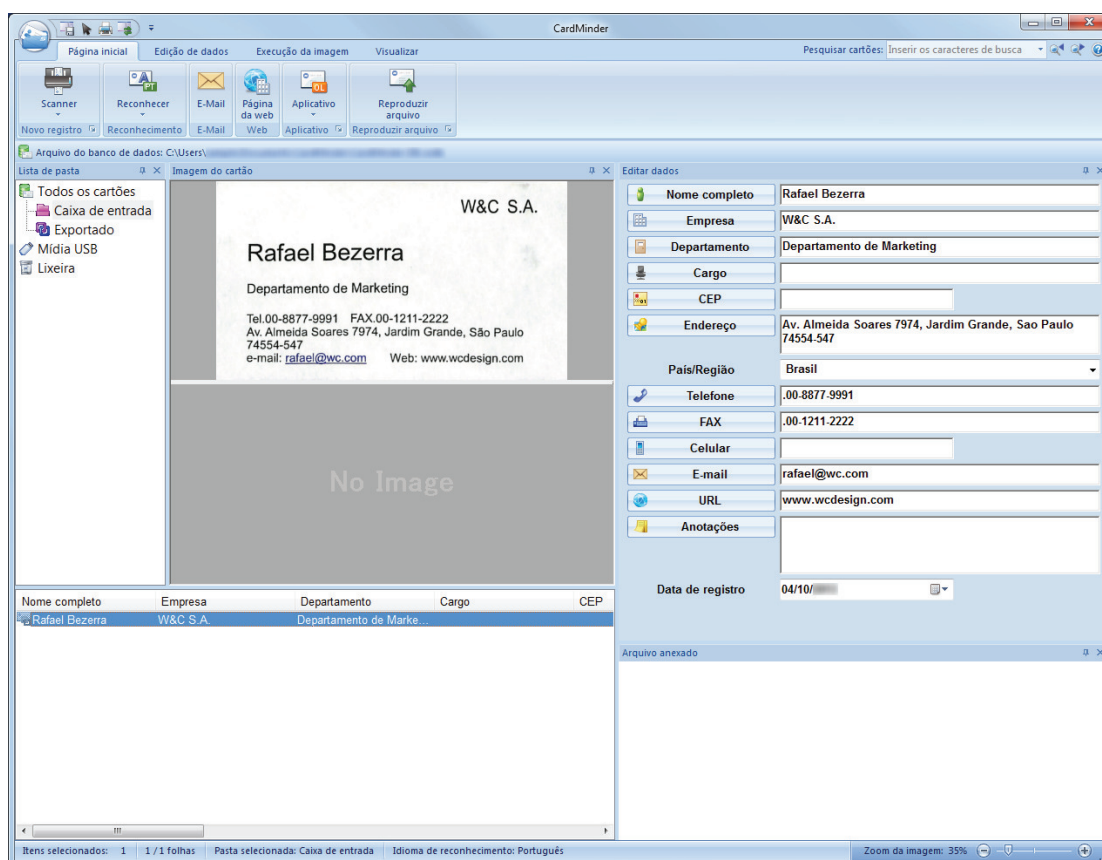 CardMinder
Página inicial Edição de dados Execução da imagem Visualizar Pesquisar cartões: Inserir os caracteres de busca
Scanner Reconhecer E-Mail Página da web Aplicativo Reproduzir arquivo
Novo registro Reconhecimento E-Mail Web Aplicativo Reproduzir arquivo
Arquivo do banco de dados: C:\Users\
Lista de pasta
Todos os cartões
Caixa de entrada
Exportado
Mídia USB
Lixeira
Imagem do cartão
W&C S.A.
Rafael Bezerra
Departamento de Marketing
Tel.00-8877-9991 FAX.00-1211-2222
Av. Almeida Soares 7974, Jardim Grande, São Paulo
74554-547
e-mail: rafael@wc.com Web: www.wcdesign.com
No Image
Editar dados
Nome completo Rafael Bezerra
Empresa W&C S.A.
Departamento Departamento de Marketing
Cargo
CEP
Endereço Av. Almeida Soares 7974, Jardim Grande, Sao Paulo
74554-547
País/Região Brasil
Telefone .00-8877-9991
FAX .00-1211-2222
Celular
E-mail rafael@wc.com
URL www.wcdesign.com
Anotações
Data de registro 04/10/
Nome completo Empresa Departamento Cargo CEP
Rafael Bezerra W&C S.A. Departamento de Marke...
Arquivo anexado
Itens selecionados: 1 1 / 1 folhas Pasta selecionada: Caixa de entrada Idioma de reconhecimento: Português Zoom da imagem: 35%